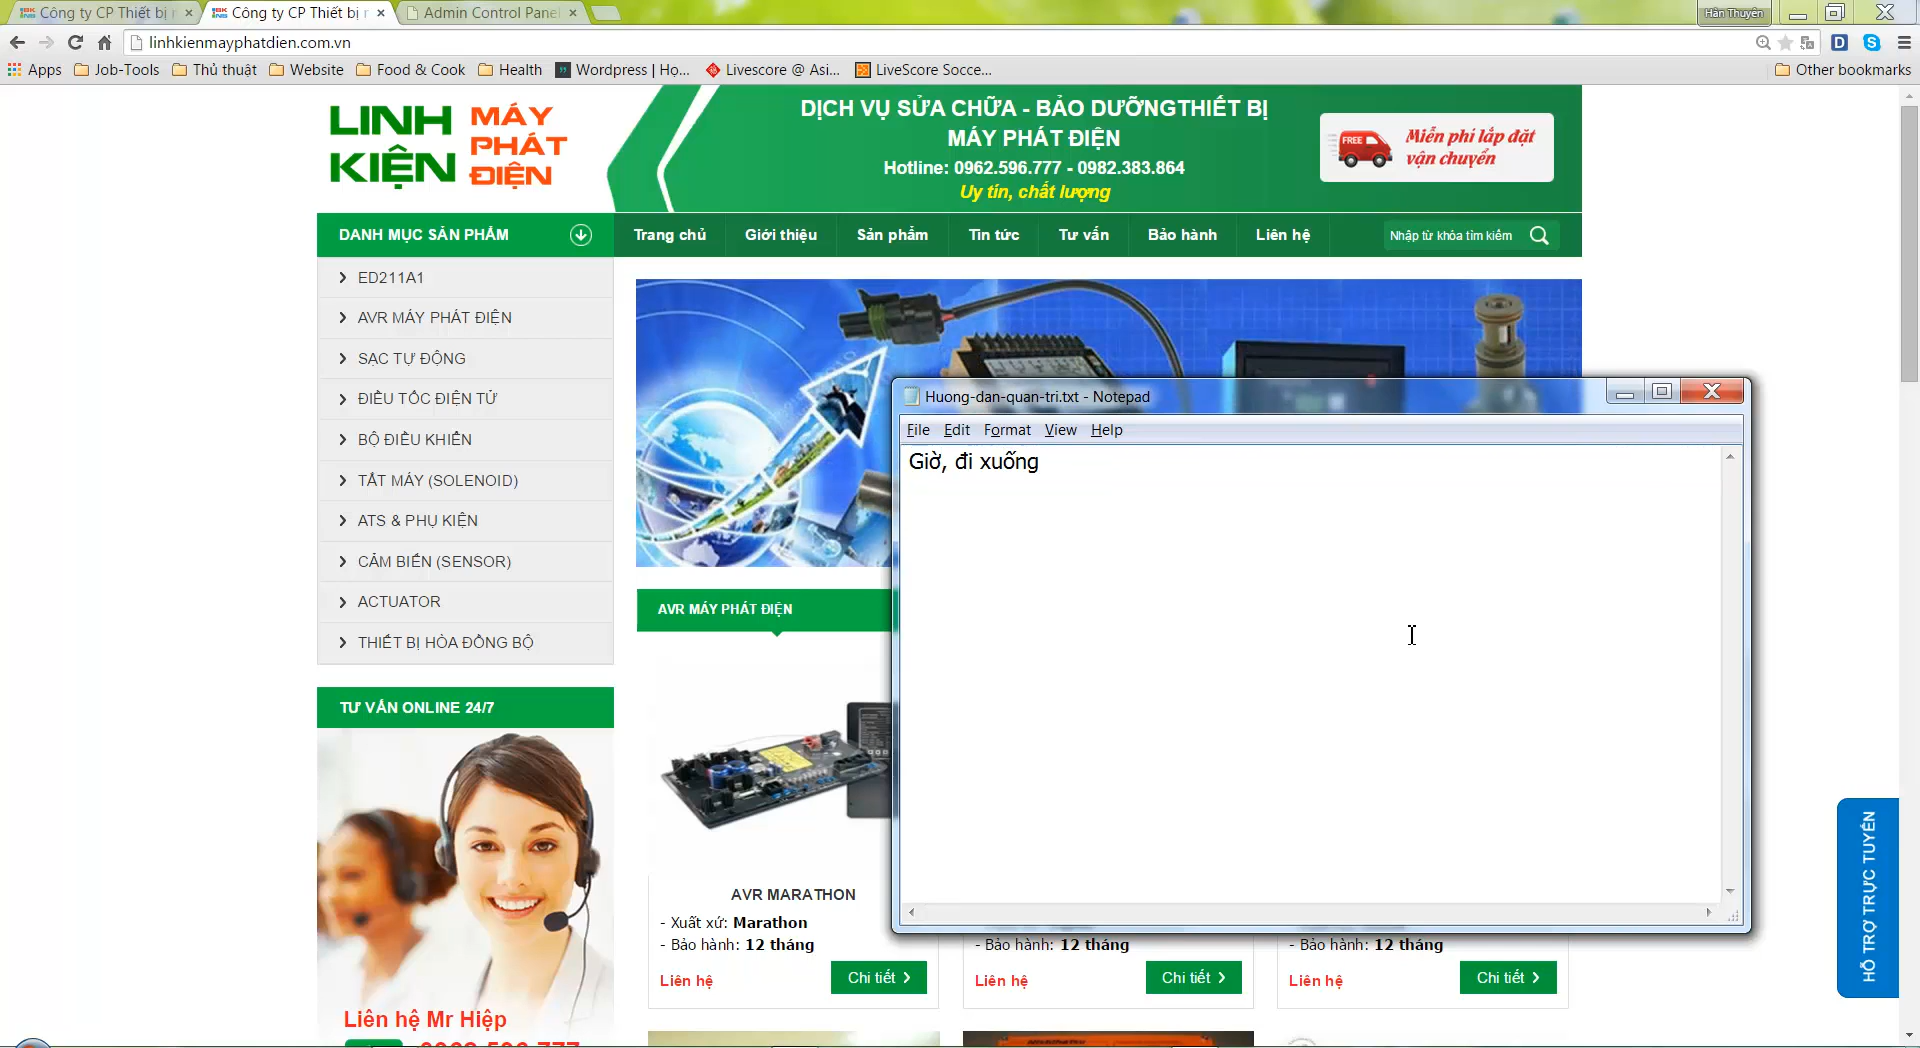 Công ty CP Thiết bị
Công ty CP Thiết bị
Admin Control Pane
Hàn Thuyên
linhkienmayphatdien.com.vn
Apps
Job-Tools
Thủ thuật
Website
Food & Cook
Health
Wordpress | Họ...
Livescore @ Asi...
LiveScore Socce...
Other bookmarks
LINH KIỆN
MÁY PHÁT ĐIỆN
DỊCH VỤ SỬA CHỮA - BẢO DƯỠNGTHIẾT BỊ
MÁY PHÁT ĐIỆN
Hotline: 0962.596.777 - 0982.383.864
Uy tín, chất lượng
FREE
Miễn phí lắp đặt
vận chuyển
DANH MỤC SẢN PHẨM
Trang chủ
Giới thiệu
Sản phẩm
Tin tức
Tư vấn
Bảo hành
Liên hệ
Nhập từ khóa tìm kiếm
ED211A1
AVR MÁY PHÁT ĐIỆN
SẠC TỰ ĐỘNG
ĐIỀU TỐC ĐIỆN TỬ
BỘ ĐIỀU KHIỂN
TẮT MÁY (SOLENOID)
ATS & PHỤ KIỆN
CẢM BIẾN (SENSOR)
ACTUATOR
THIẾT BỊ HÒA ĐỒNG BỘ
Huong-dan-quan-tri.txt - Notepad
File Edit Format View Help
Giờ, đi xuống
AVR MÁY PHÁT ĐIỆN
TƯ VẤN ONLINE 24/7
AVR MARATHON
- Xuất xứ: Marathon
- Bảo hành: 12 tháng
- Bảo hành: 12 tháng
- Bảo hành: 12 tháng
Liên hệ
Chi tiết
Liên hệ
Chi tiết
Liên hệ
Chi tiết
HỖ TRỢ TRỰC TUYẾN
Liên hệ Mr Hiệp